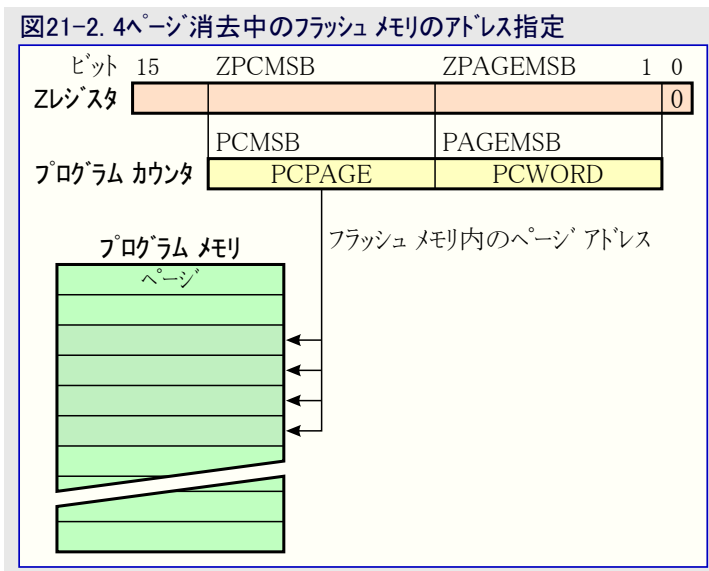 図21-2. 4ﾍﾟｰｼﾞ消去中のﾌﾗｯｼｭ ﾒﾓﾘのｱﾄﾞﾚｽ指定
ﾋﾞｯﾄ 15 ZPCMSB ZPAGEMSB 1 0
Zﾚｼﾞｽﾀ 0
PCMSB PAGEMSB
ﾌﾟﾛｸﾞﾗﾑ ｶｳﾝﾀ PCPAGE PCWORD
ﾌﾗｯｼｭ ﾒﾓﾘ内のﾍﾟｰｼﾞ ｱﾄﾞﾚｽ
ﾌﾟﾛｸﾞﾗﾑ ﾒﾓﾘ
ﾍﾟｰｼﾞ